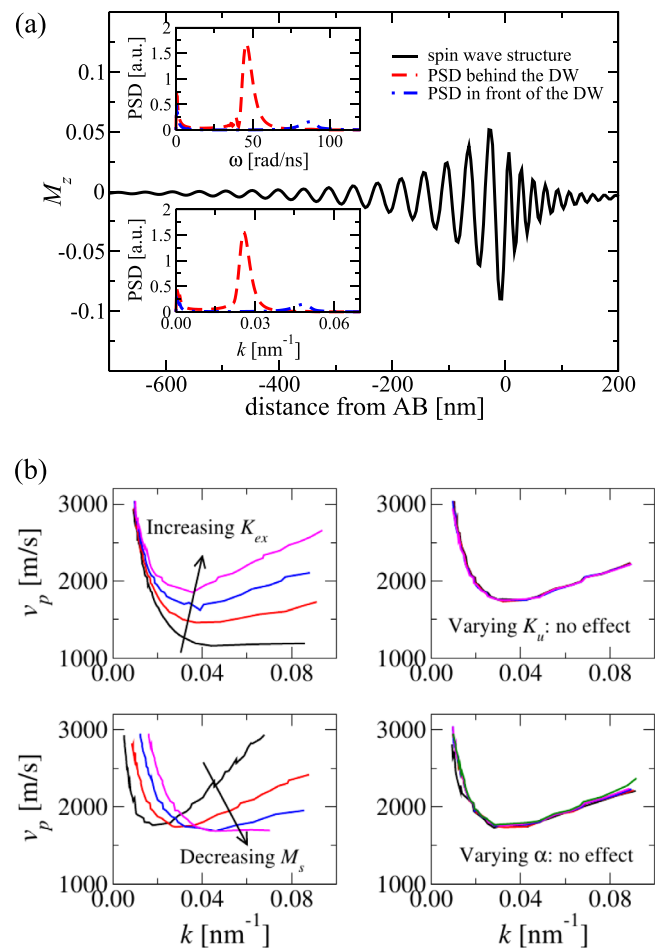 (a)
0.1
0.05
0
-0.05
-0.1
M_z
spin wave structure
PSD behind the DW
PSD in front of the DW
PSD [a.u.]
2
1.5
1
0.5
0
0 50 100
ω [rad/ns]
PSD [a.u.]
2
1.5
1
0.5
0
0.00 0.03 0.06
k [nm⁻¹]
-600 -400 -200 0 200
distance from AB [nm]
(b)
v_p [m/s]
3000
2000
1000
Increasing K_ex
0.00 0.04 0.08
v_p [m/s]
3000
2000
1000
Varying K_u: no effect
0.00 0.04 0.08
v_p [m/s]
3000
2000
1000
Decreasing M_s
0.00 0.04 0.08
k [nm⁻¹]
v_p [m/s]
3000
2000
1000
Varying α: no effect
0.00 0.04 0.08
k [nm⁻¹]